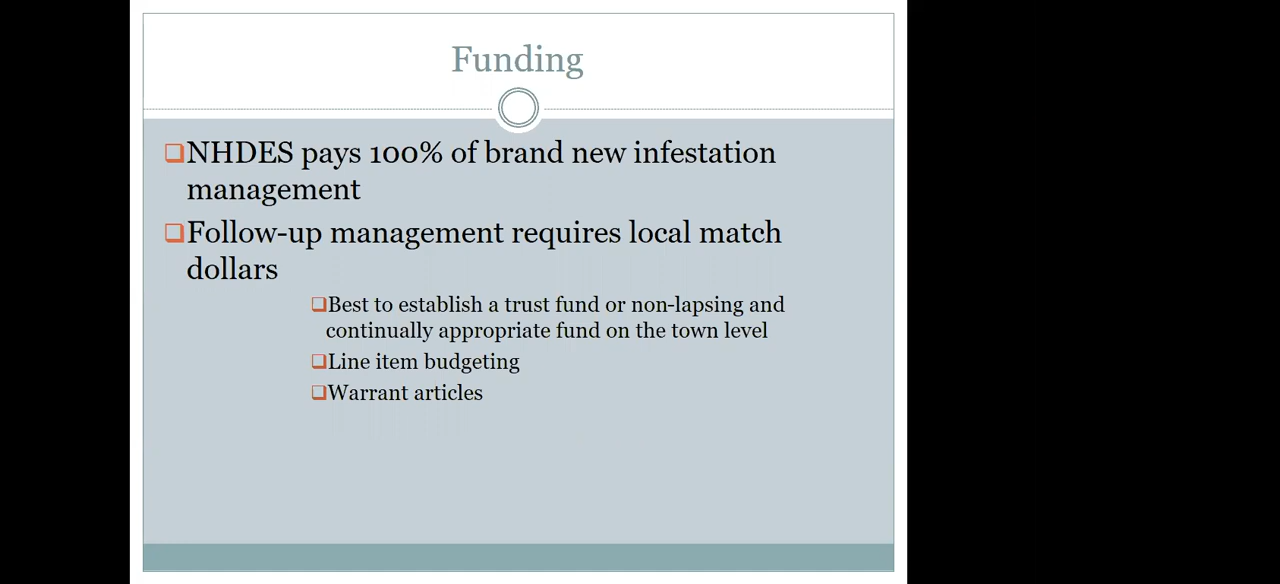 Funding
NHDES pays 100% of brand new infestation
management
Follow-up management requires local match
dollars
Best to establish a trust fund or non-lapsing and
continually appropriate fund on the town level
Line item budgeting
Warrant articles